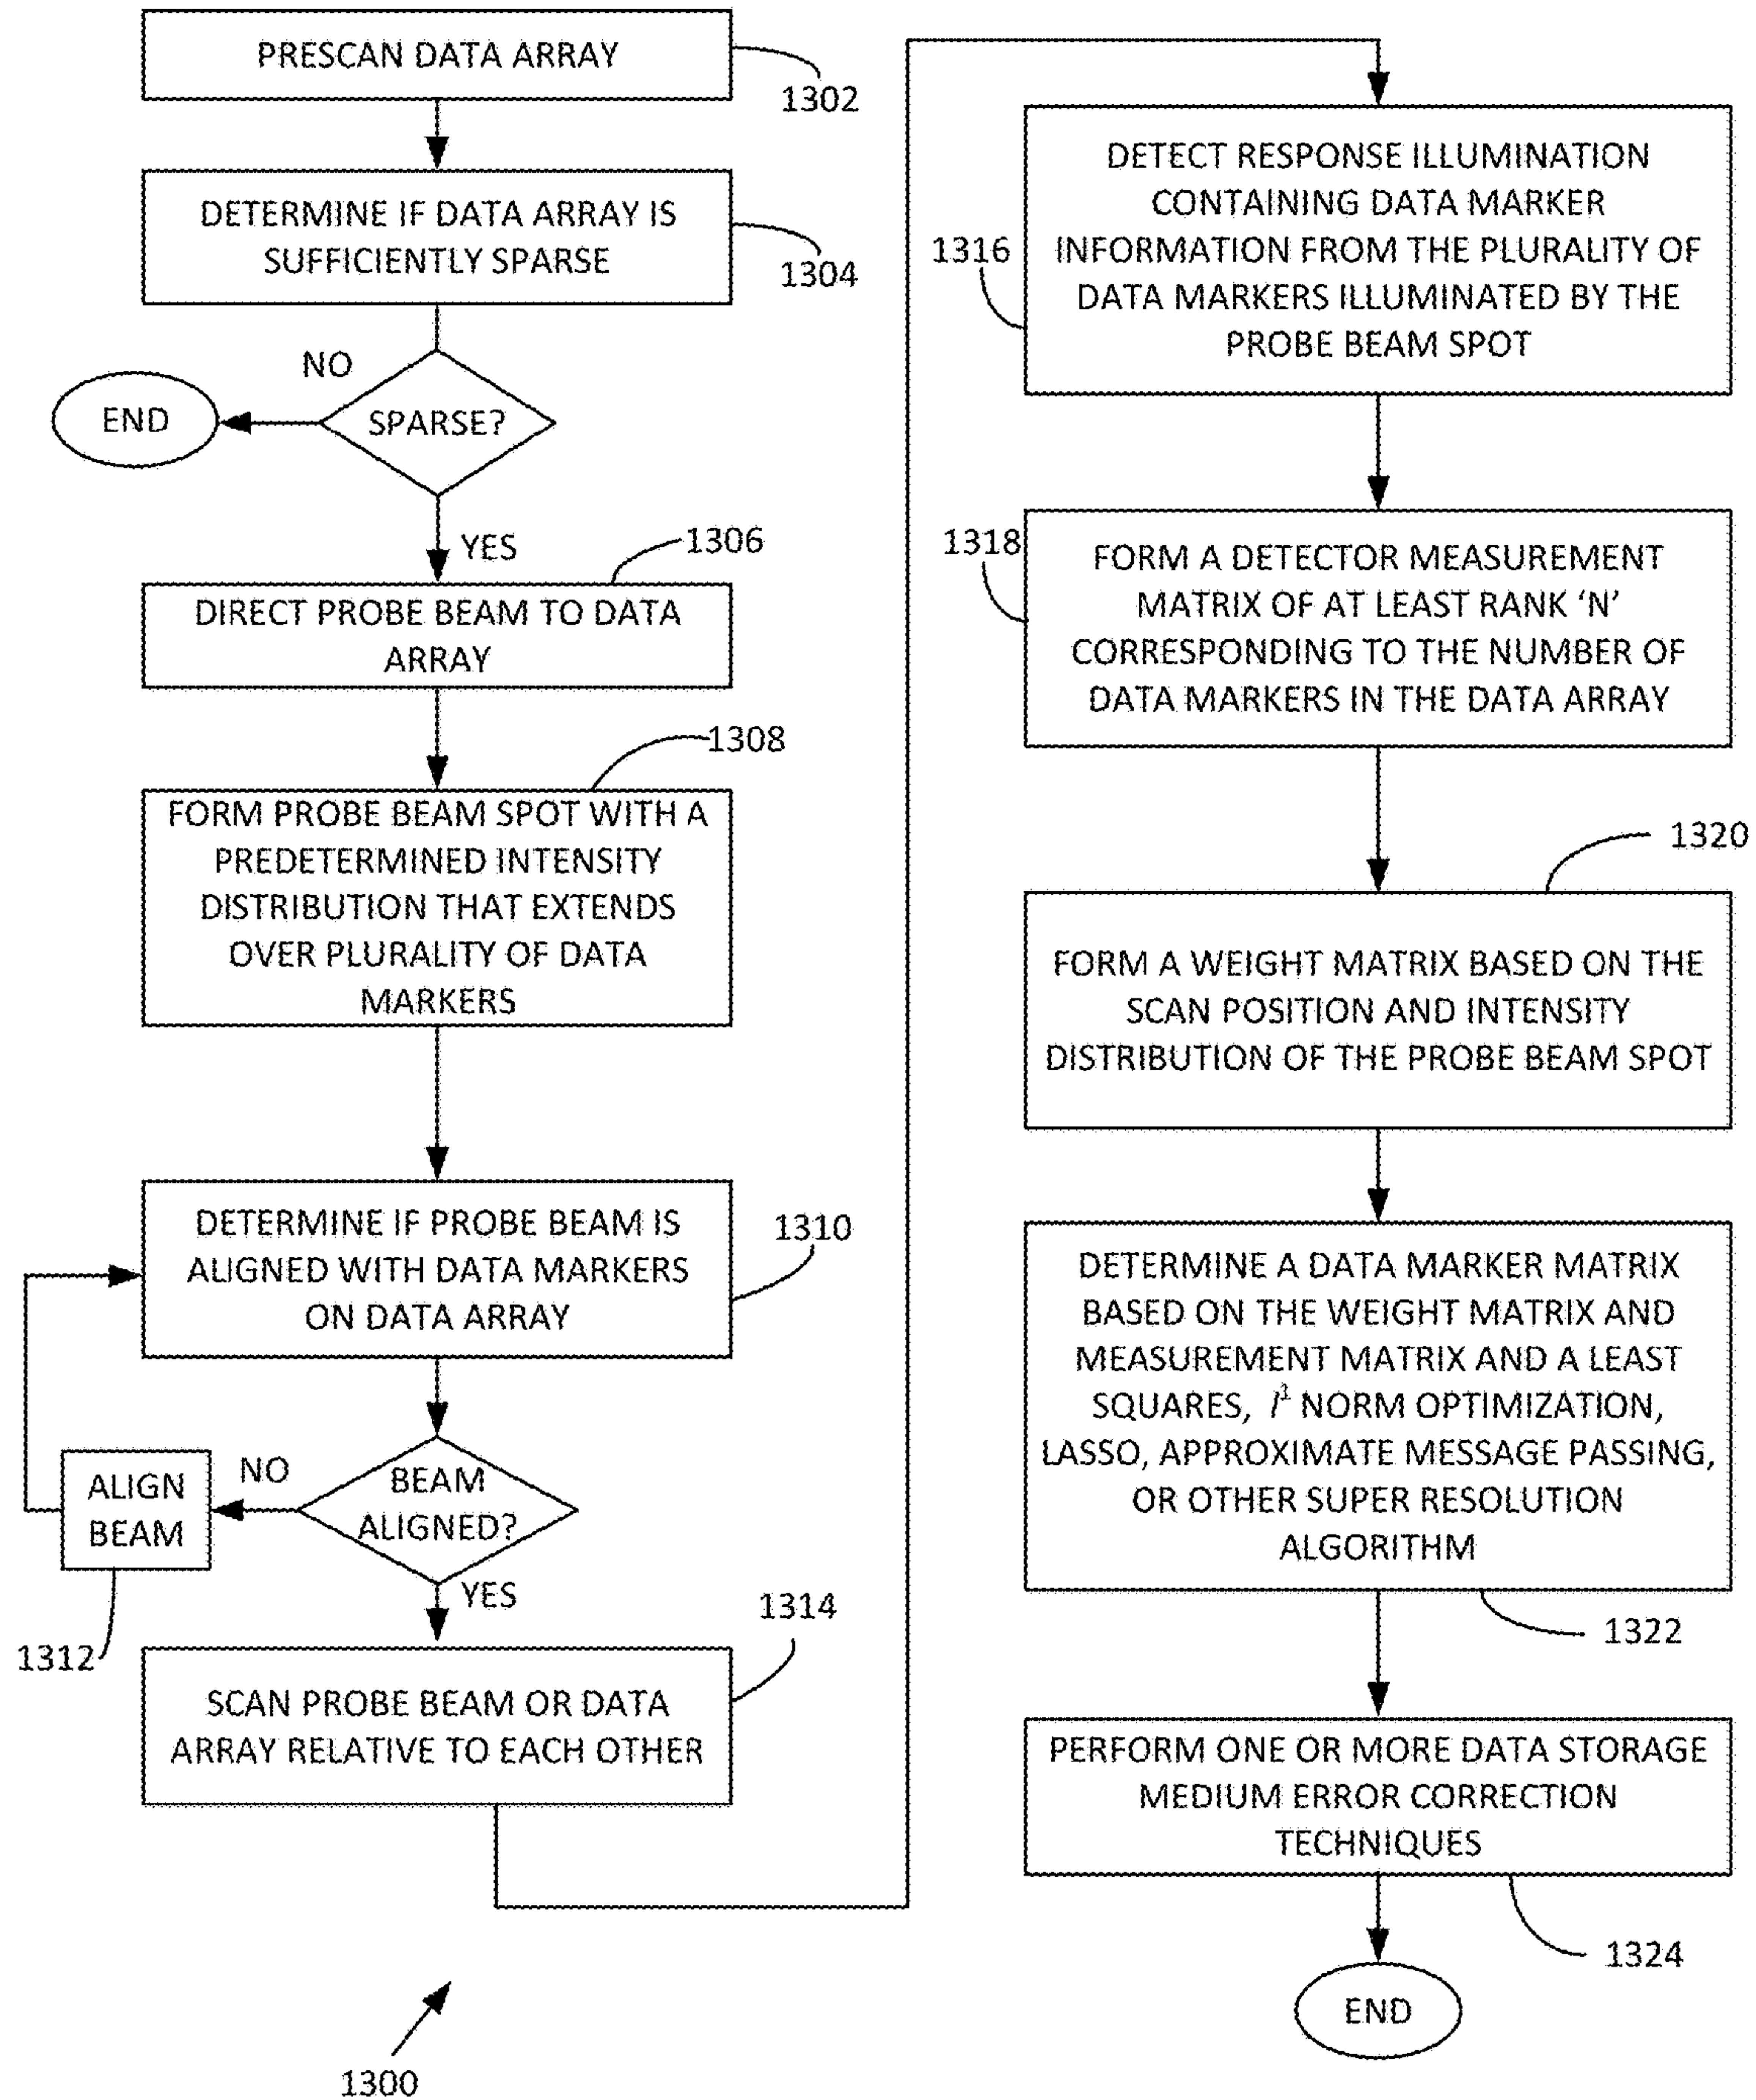 PRESCAN DATA ARRAY
1302
DETERMINE IF DATA ARRAY IS
SUFFICIENTLY SPARSE
1304
NO
SPARSE?
END
YES
1306
DIRECT PROBE BEAM TO DATA
ARRAY
1308
FORM PROBE BEAM SPOT WITH A
PREDETERMINED INTENSITY
DISTRIBUTION THAT EXTENDS
OVER PLURALITY OF DATA
MARKERS
DETERMINE IF PROBE BEAM IS
ALIGNED WITH DATA MARKERS
ON DATA ARRAY
1310
BEAM
ALIGNED?
NO
ALIGN
BEAM
1312
YES
1314
SCAN PROBE BEAM OR DATA
ARRAY RELATIVE TO EACH OTHER
1300
DETECT RESPONSE ILLUMINATION
CONTAINING DATA MARKER
INFORMATION FROM THE PLURALITY OF
DATA MARKERS ILLUMINATED BY THE
PROBE BEAM SPOT
1316
1318
FORM A DETECTOR MEASUREMENT
MATRIX OF AT LEAST RANK ‘N’
CORRESPONDING TO THE NUMBER OF
DATA MARKERS IN THE DATA ARRAY
1320
FORM A WEIGHT MATRIX BASED ON THE
SCAN POSITION AND INTENSITY
DISTRIBUTION OF THE PROBE BEAM SPOT
DETERMINE A DATA MARKER MATRIX
BASED ON THE WEIGHT MATRIX AND
MEASUREMENT MATRIX AND A LEAST
SQUARES, l¹ NORM OPTIMIZATION,
LASSO, APPROXIMATE MESSAGE PASSING,
OR OTHER SUPER RESOLUTION
ALGORITHM
1322
PERFORM ONE OR MORE DATA STORAGE
MEDIUM ERROR CORRECTION
TECHNIQUES
1324
END